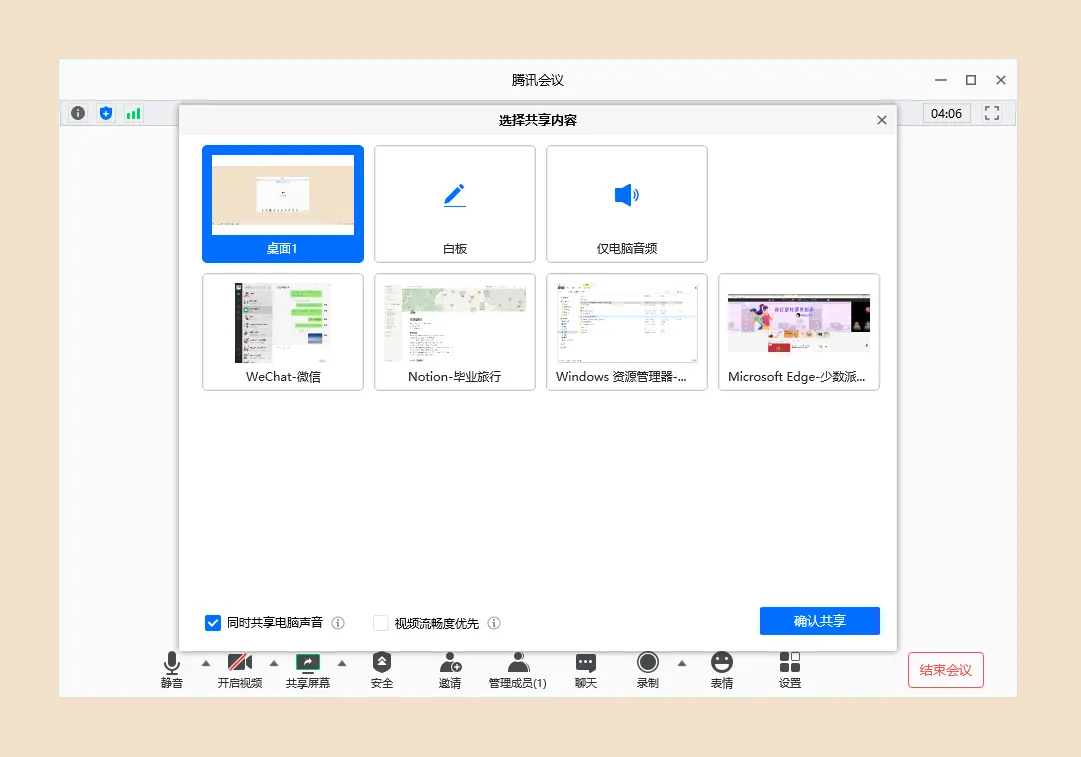 腾讯会议
04:06
选择共享内容
桌面1
白板
仅电脑音频
WeChat-微信
Notion-毕业旅行
Windows 资源管理器-...
Microsoft Edge-少数派...
同时共享电脑声音
视频流畅度优先
确认共享
静音
开启视频
共享屏幕
安全
邀请
管理成员(1)
聊天
录制
表情
设置
结束会议